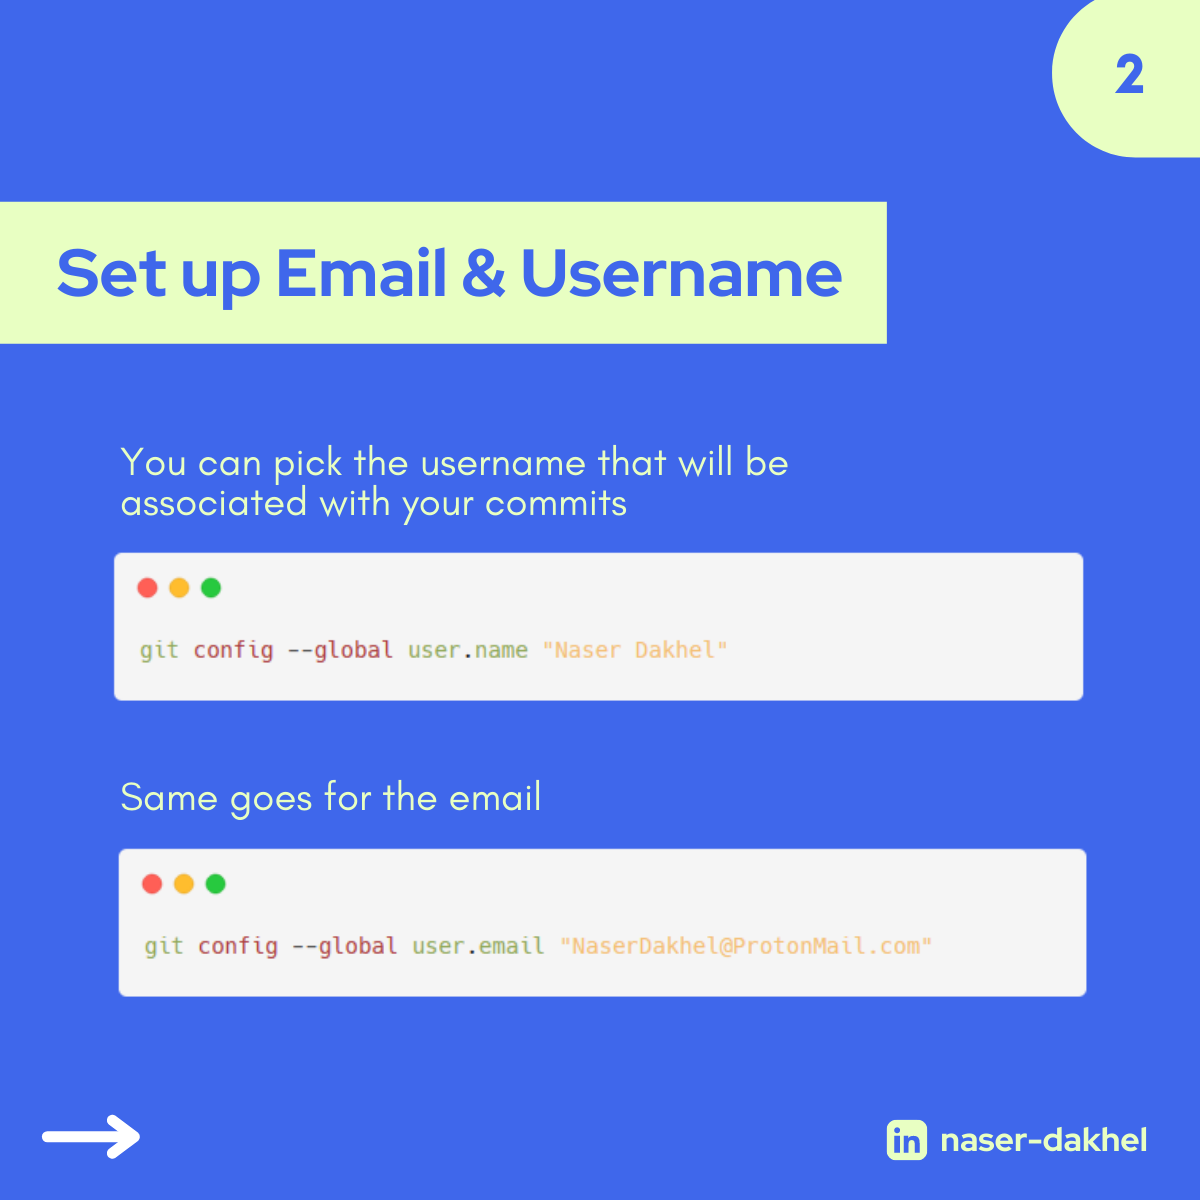 2
Set up Email & Username
You can pick the username that will be
associated with your commits
git config --global user.name "Naser Dakhel"
Same goes for the email
git config --global user.email "NaserDakhel@ProtonMail.com"
in naser-dakhel